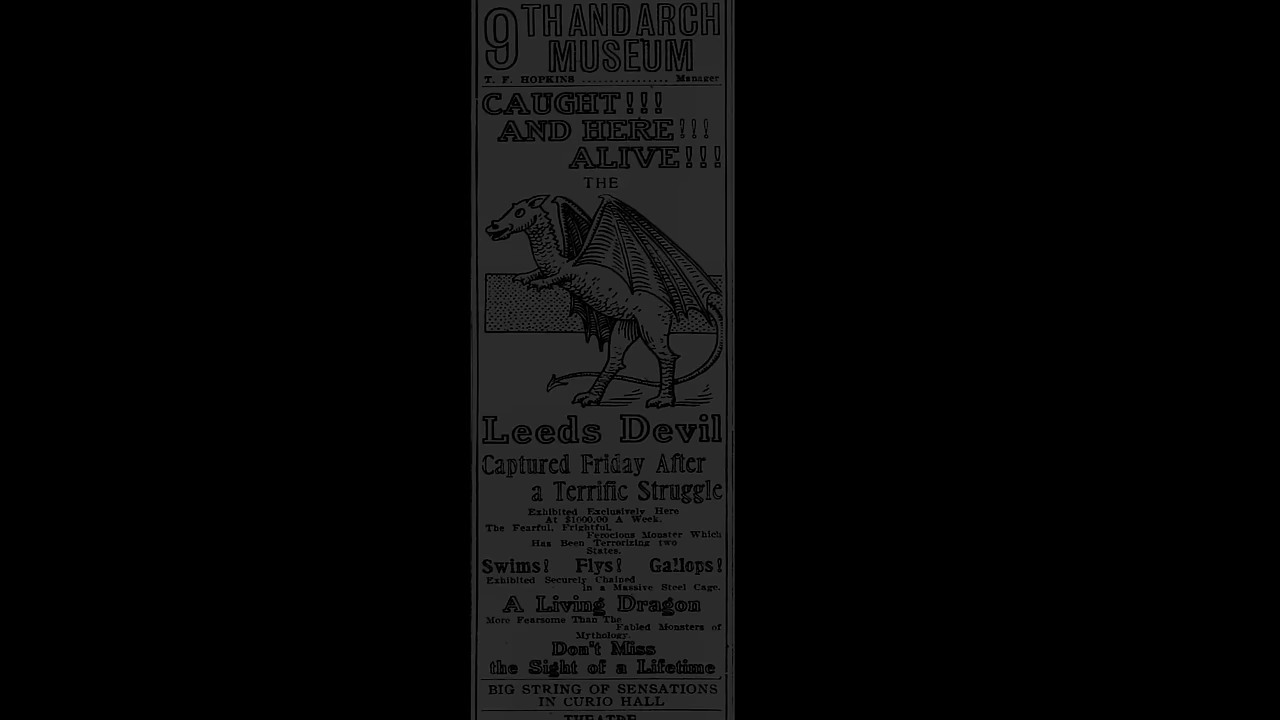 9TH AND ARCH
MUSEUM
T. F. HOPKINS ................ Manager
CAUGHT!!!
AND HERE!!!
ALIVE!!!
THE
Leeds Devil
Captured Friday After
a Terrific Struggle
Exhibited Exclusively Here
At $1000.00 A Week.
The Fearful, Frightful,
Ferocious Monster Which
Has Been Terrorizing two
States.
Swims! Flys! Gallops!
Exhibited Securely Chained
in a Massive Steel Cage.
A Living Dragon
More Fearsome Than The
Fabled Monsters of
Mythology.
Don't Miss
the Sight of a Lifetime
BIG STRING OF SENSATIONS
IN CURIO HALL
THEATRE